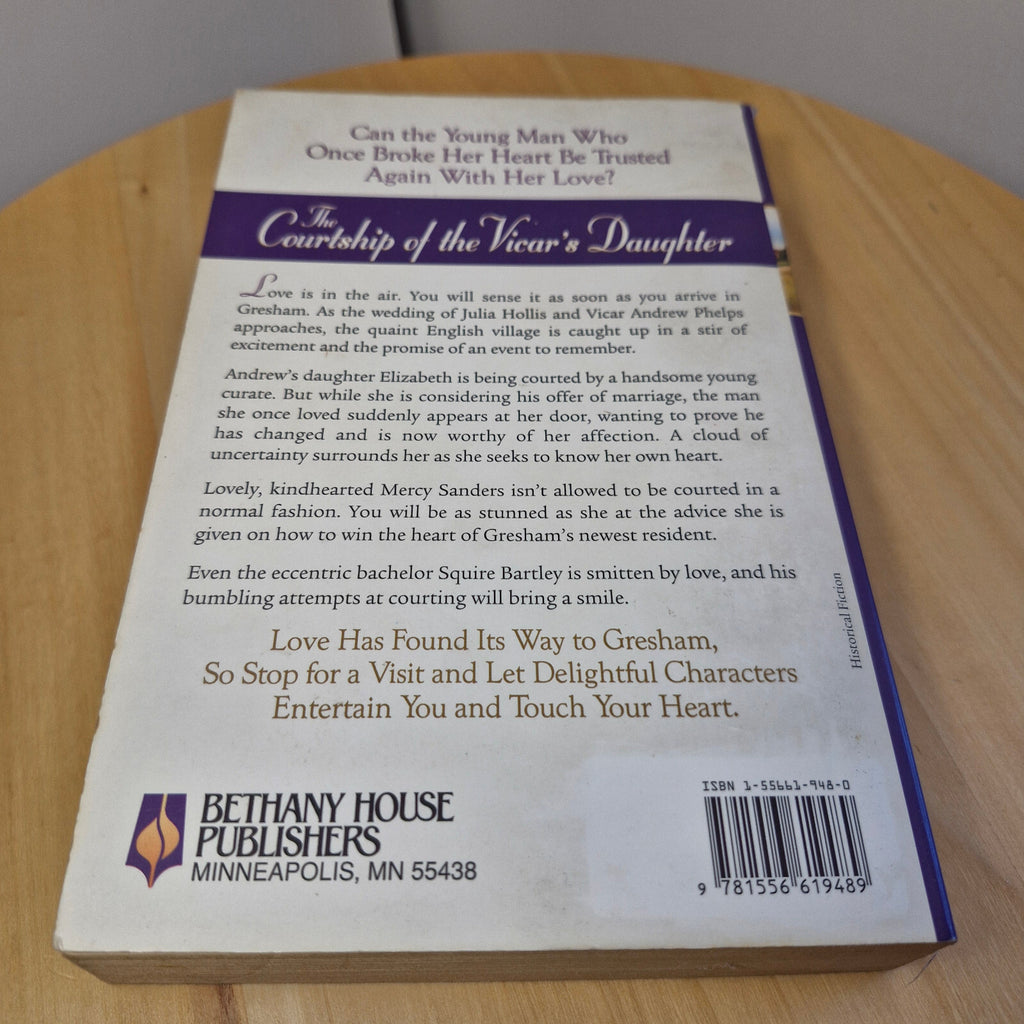 Can the Young Man Who
Once Broke Her Heart Be Trusted
Again With Her Love?
The
Courtship of the Vicar's Daughter
Love is in the air. You will sense it as soon as you arrive in
Gresham. As the wedding of Julia Hollis and Vicar Andrew Phelps
approaches, the quaint English village is caught up in a stir of
excitement and the promise of an event to remember.
Andrew's daughter Elizabeth is being courted by a handsome young
curate. But while she is considering his offer of marriage, the man
she once loved suddenly appears at her door, wanting to prove he
has changed and is now worthy of her affection. A cloud of
uncertainty surrounds her as she seeks to know her own heart.
Lovely, kindhearted Mercy Sanders isn't allowed to be courted in a
normal fashion. You will be as stunned as she at the advice she is
given on how to win the heart of Gresham's newest resident.
Even the eccentric bachelor Squire Bartley is smitten by love, and his
bumbling attempts at courting will bring a smile.
Love Has Found Its Way to Gresham,
So Stop for a Visit and Let Delightful Characters
Entertain You and Touch Your Heart.
Historical Fiction
BETHANY HOUSE
PUBLISHERS
MINNEAPOLIS, MN 55438
ISBN 1-55661-948-0
9 781556 619489